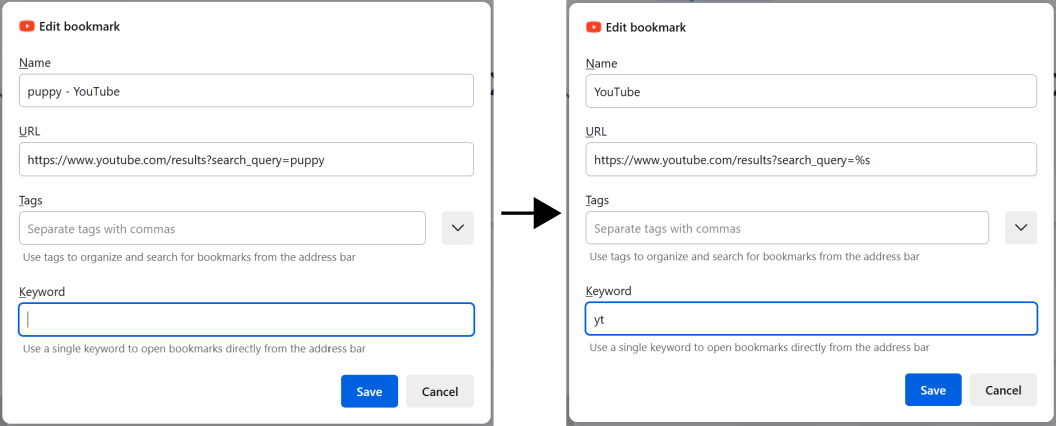 Edit bookmark
Name
puppy - YouTube
URL
https://www.youtube.com/results?search_query=puppy
Tags
Separate tags with commas
Use tags to organize and search for bookmarks from the address bar
Keyword
Use a single keyword to open bookmarks directly from the address bar
Save Cancel
Edit bookmark
Name
YouTube
URL
https://www.youtube.com/results?search_query=%s
Tags
Separate tags with commas
Use tags to organize and search for bookmarks from the address bar
Keyword
yt
Use a single keyword to open bookmarks directly from the address bar
Save Cancel